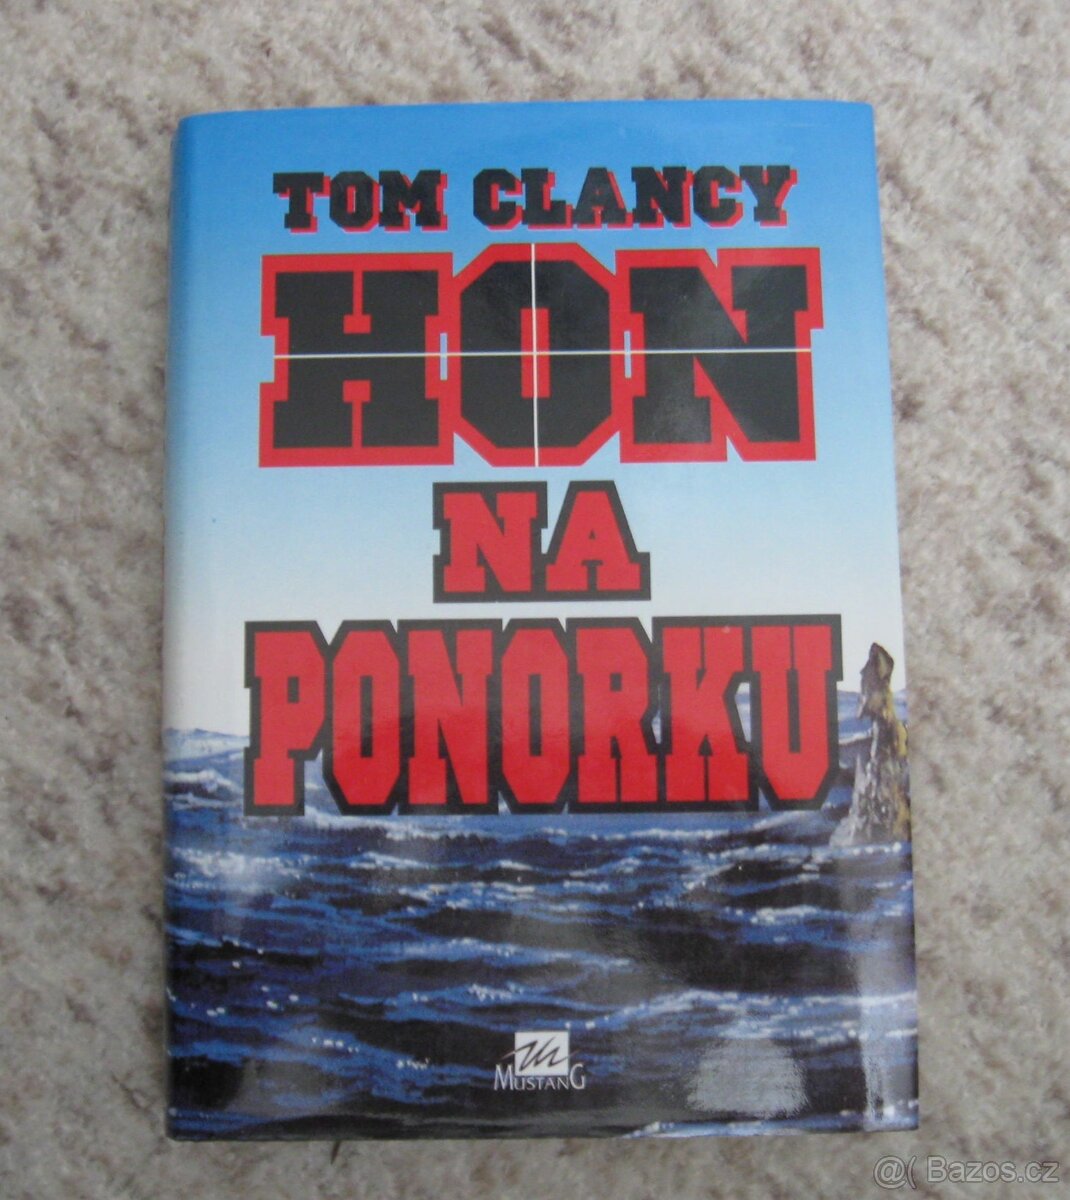 TOM CLANCY
HON
NA
PONORKU
MUSTANG
@( Bazos.cz